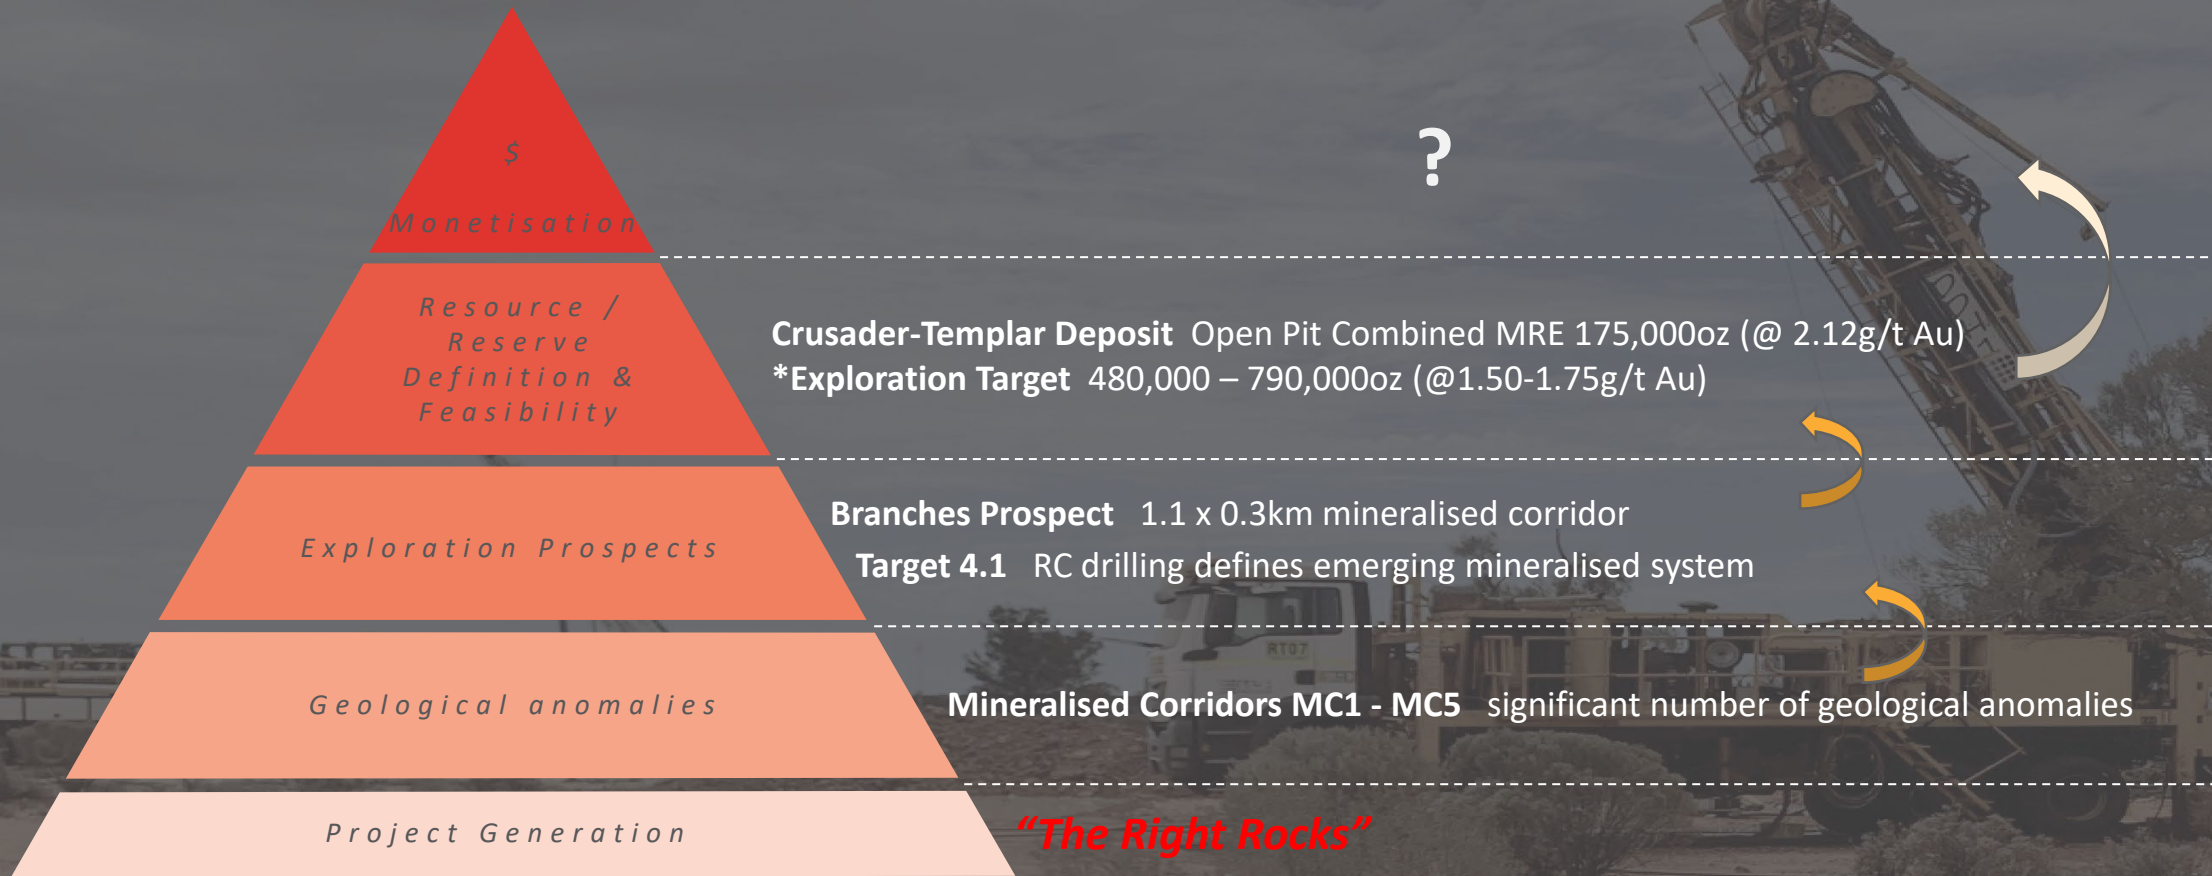 $
Monetisation
?
Resource /
Reserve
Definition &
Feasibility
Crusader-Templar Deposit Open Pit Combined MRE 175,000oz (@ 2.12g/t Au)
*Exploration Target 480,000 – 790,000oz (@1.50-1.75g/t Au)
Exploration Prospects
Branches Prospect 1.1 x 0.3km mineralised corridor
Target 4.1 RC drilling defines emerging mineralised system
RT07
Geological anomalies
Mineralised Corridors MC1 - MC5 significant number of geological anomalies
Project Generation
“The Right Rocks”